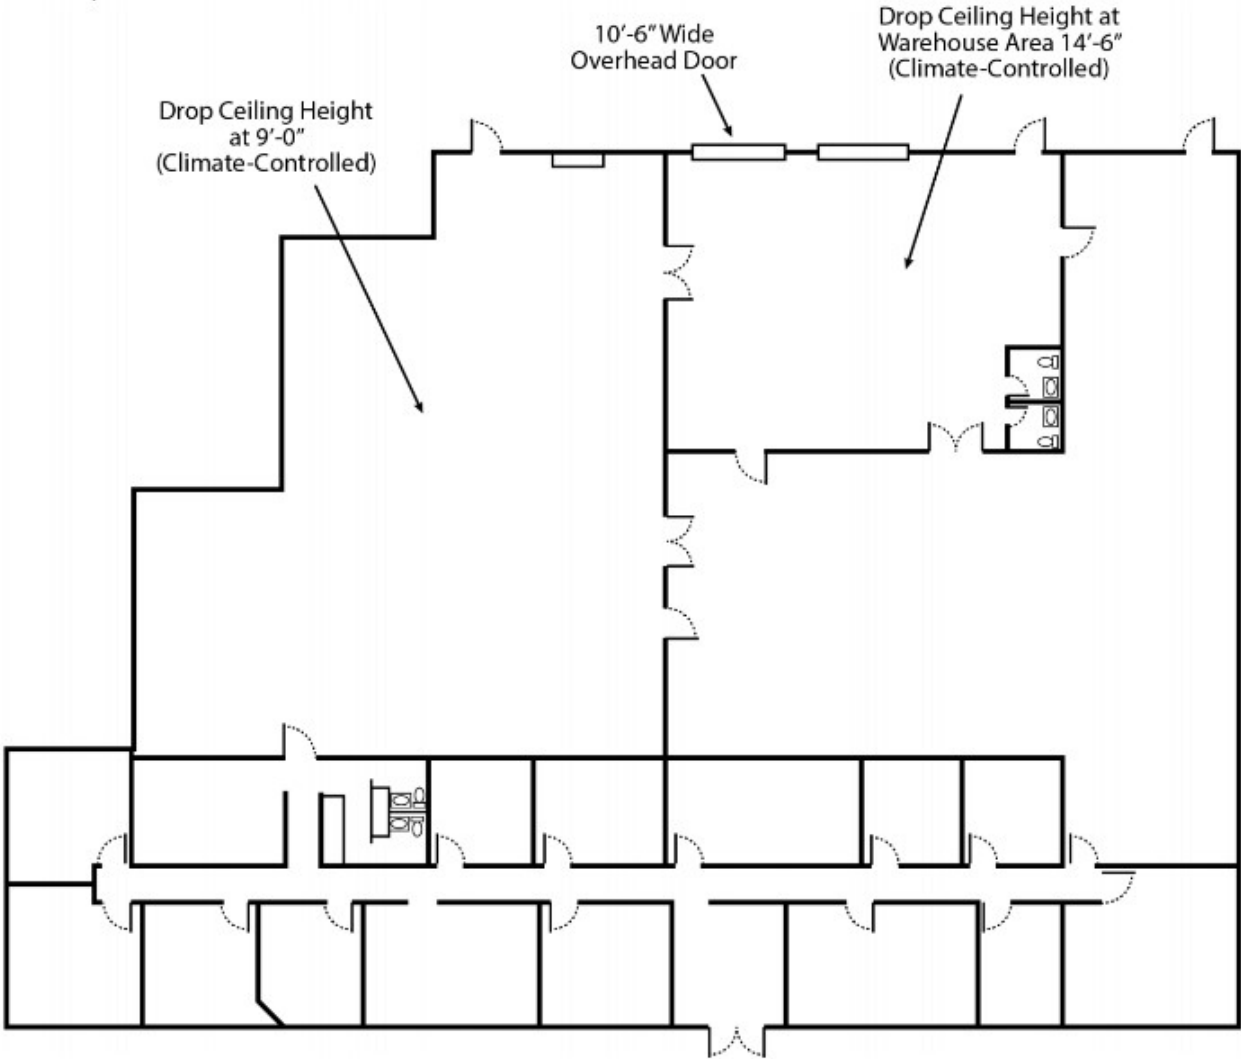 10’-6” Wide
Overhead Door
Drop Ceiling Height at
Warehouse Area 14’-6”
(Climate-Controlled)
Drop Ceiling Height
at 9’-0”
(Climate-Controlled)